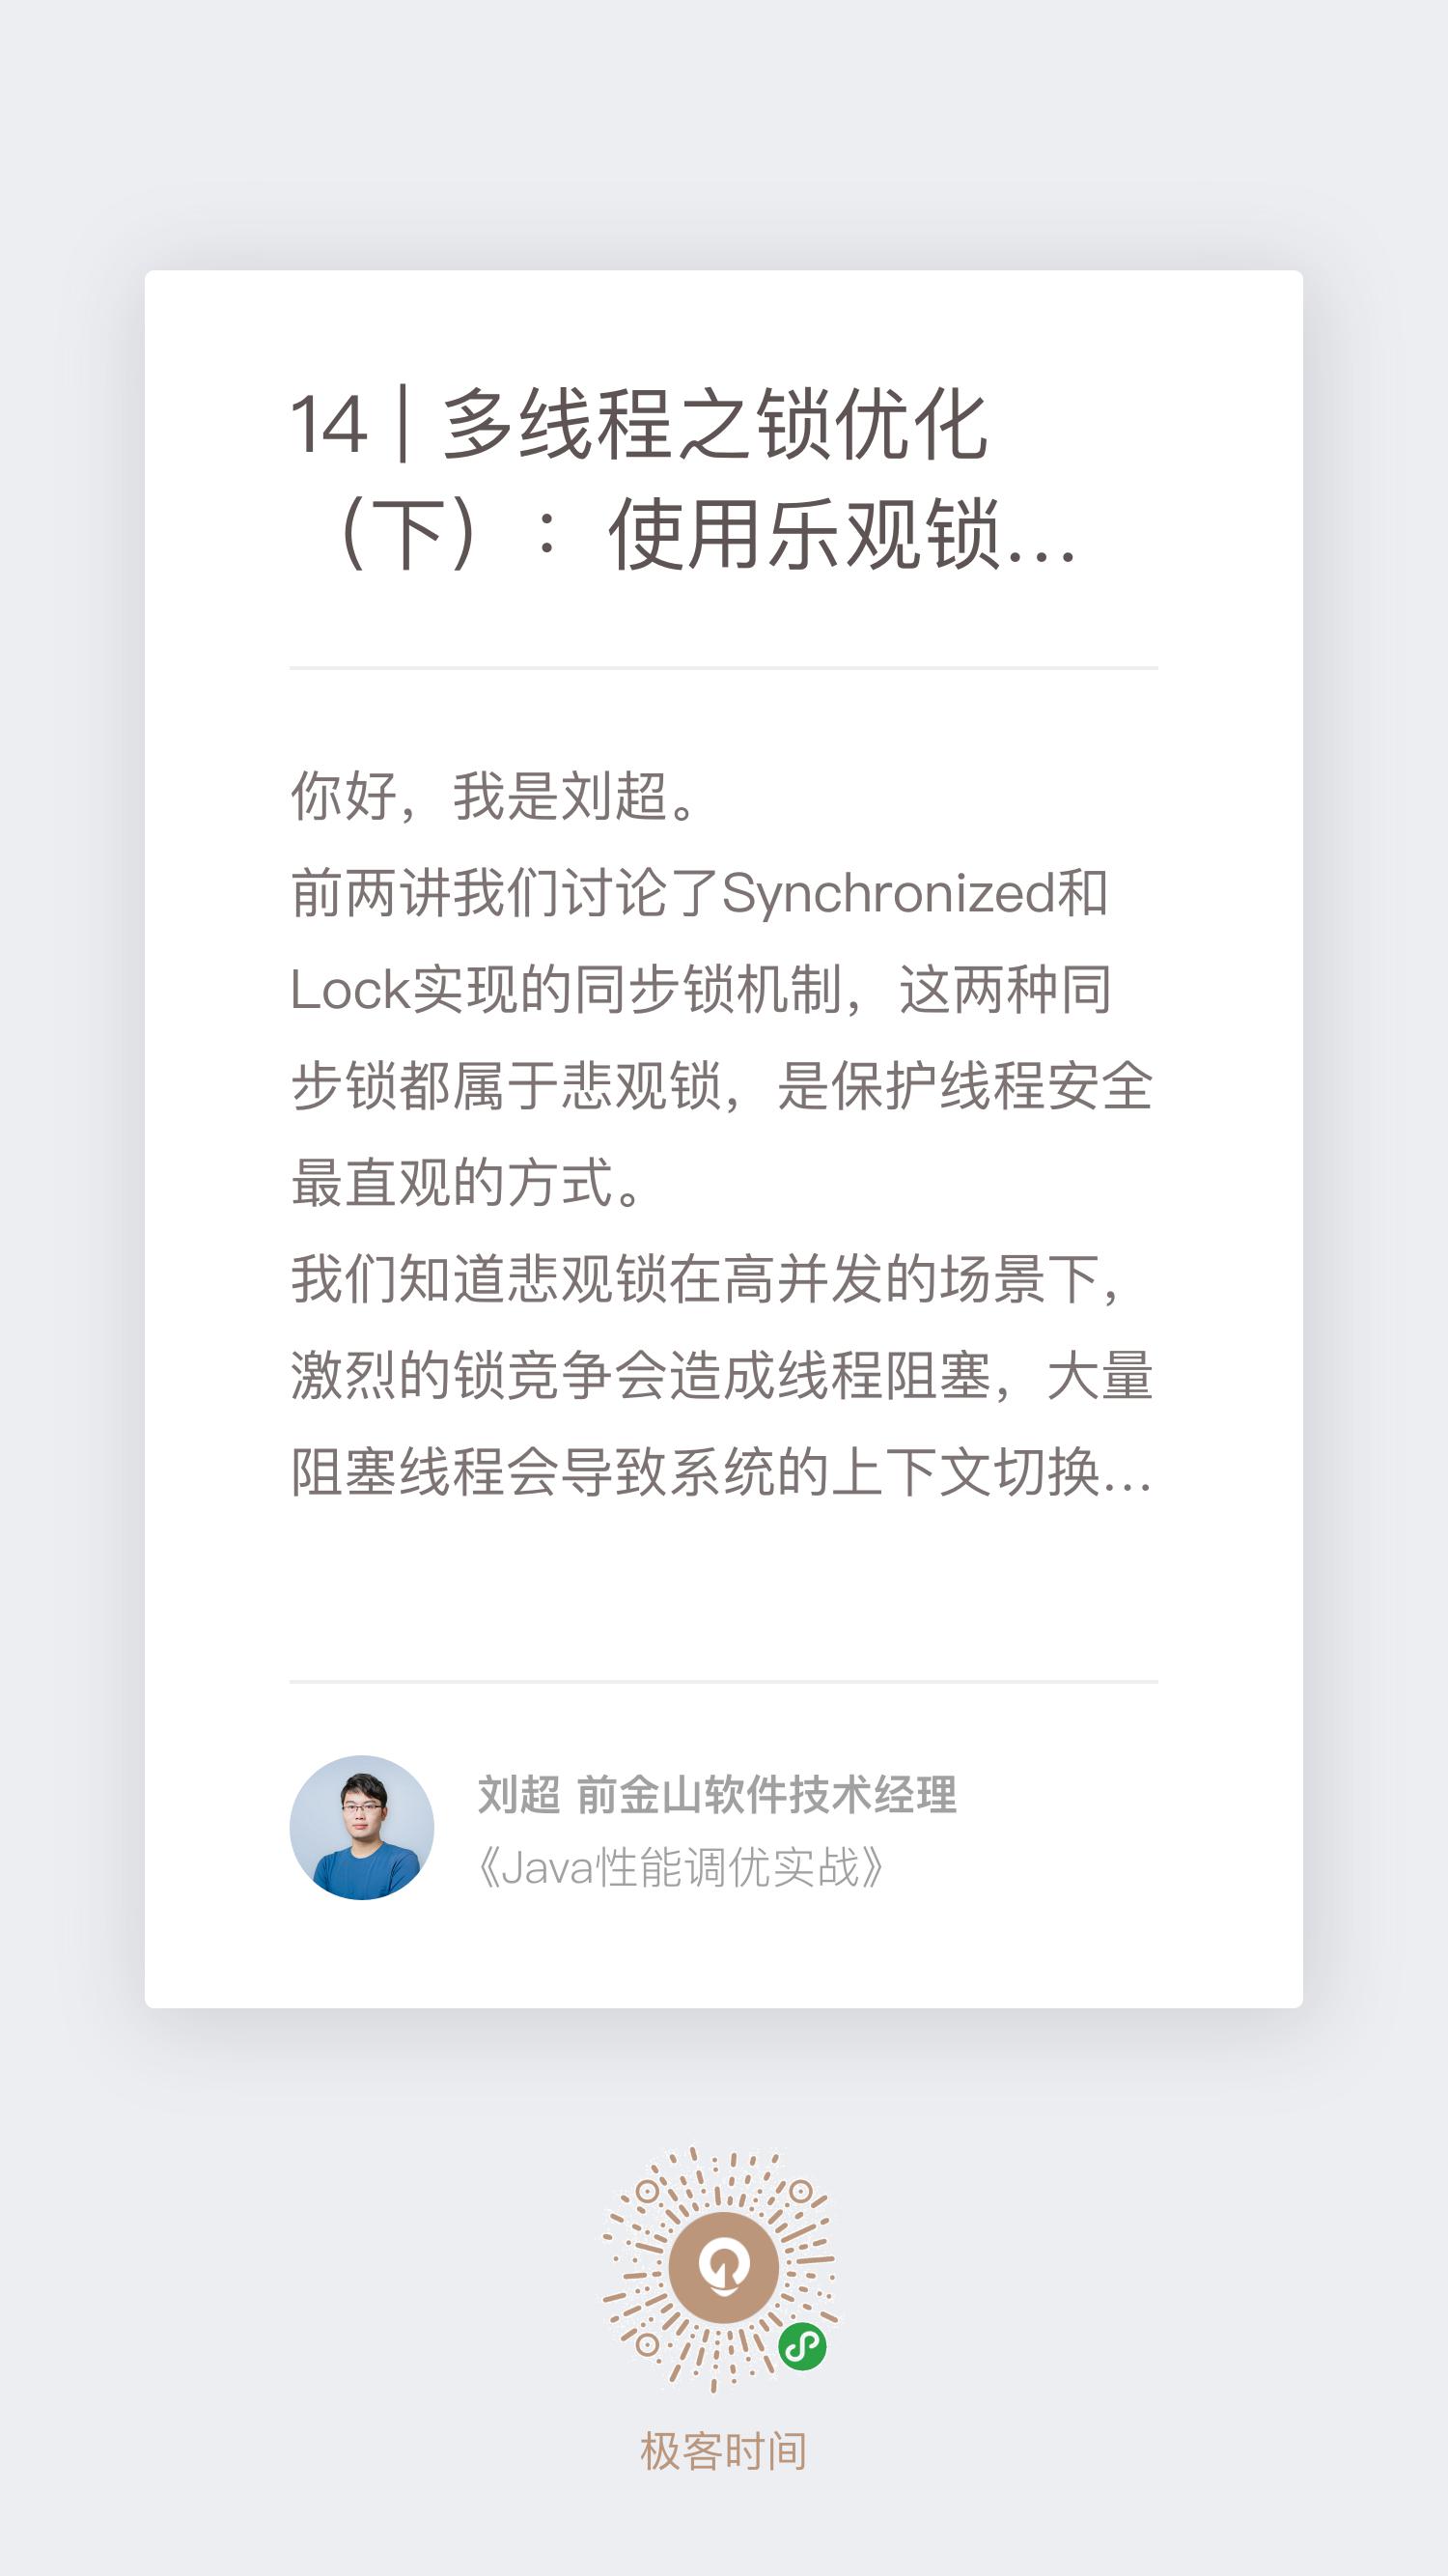 14 | 多线程之锁优化
（下）：使用乐观锁…
你好，我是刘超。
前两讲我们讨论了Synchronized和
Lock实现的同步锁机制，这两种同
步锁都属于悲观锁，是保护线程安全
最直观的方式。
我们知道悲观锁在高并发的场景下，
激烈的锁竞争会造成线程阻塞，大量
阻塞线程会导致系统的上下文切换…
刘超 前金山软件技术经理
《Java性能调优实战》
极客时间